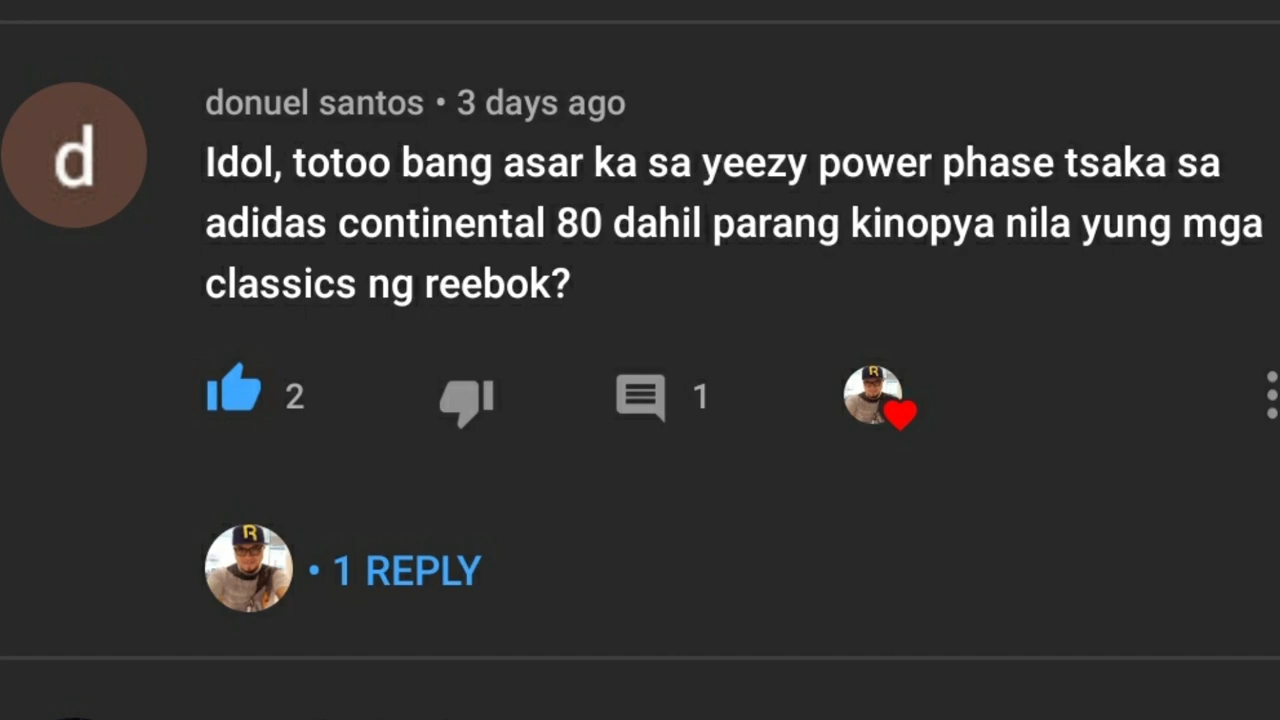 d
donuel santos • 3 days ago
Idol, totoo bang asar ka sa yeezy power phase tsaka sa
adidas continental 80 dahil parang kinopya nila yung mga
classics ng reebok?
2
1
R
R
• 1 REPLY